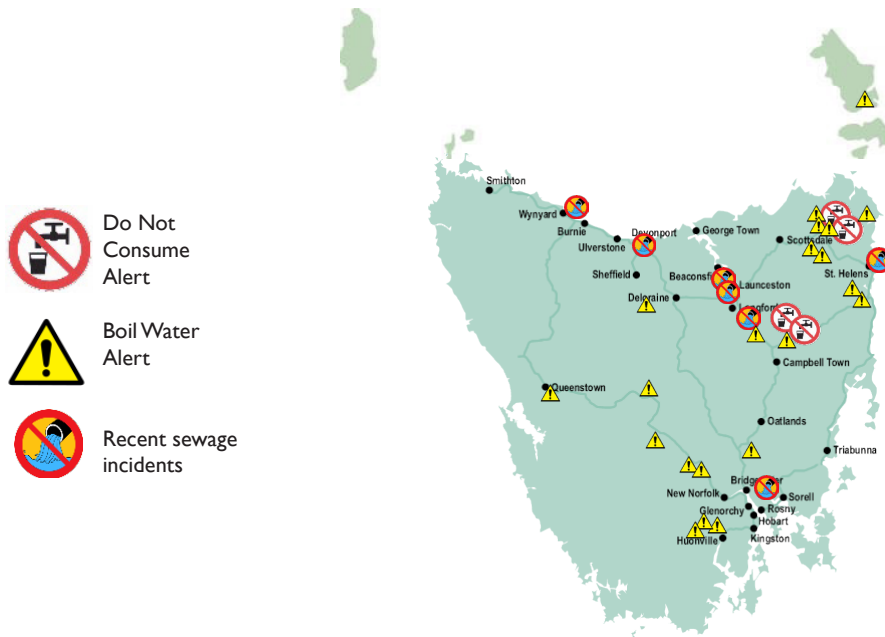 Do Not
Consume
Alert
Boil Water
Alert
Recent sewage
incidents
Smithton
Wynyard
Burnie
Ulverstone
Devonport
George Town
Scottsdale
Sheffield
St. Helens
Launceston
Deloraine
Campbell Town
Queenstown
Oatlands
Triabunna
New Norfolk
Sorell
Glenorchy
Rosny
Hobart
Huonville
Kingston